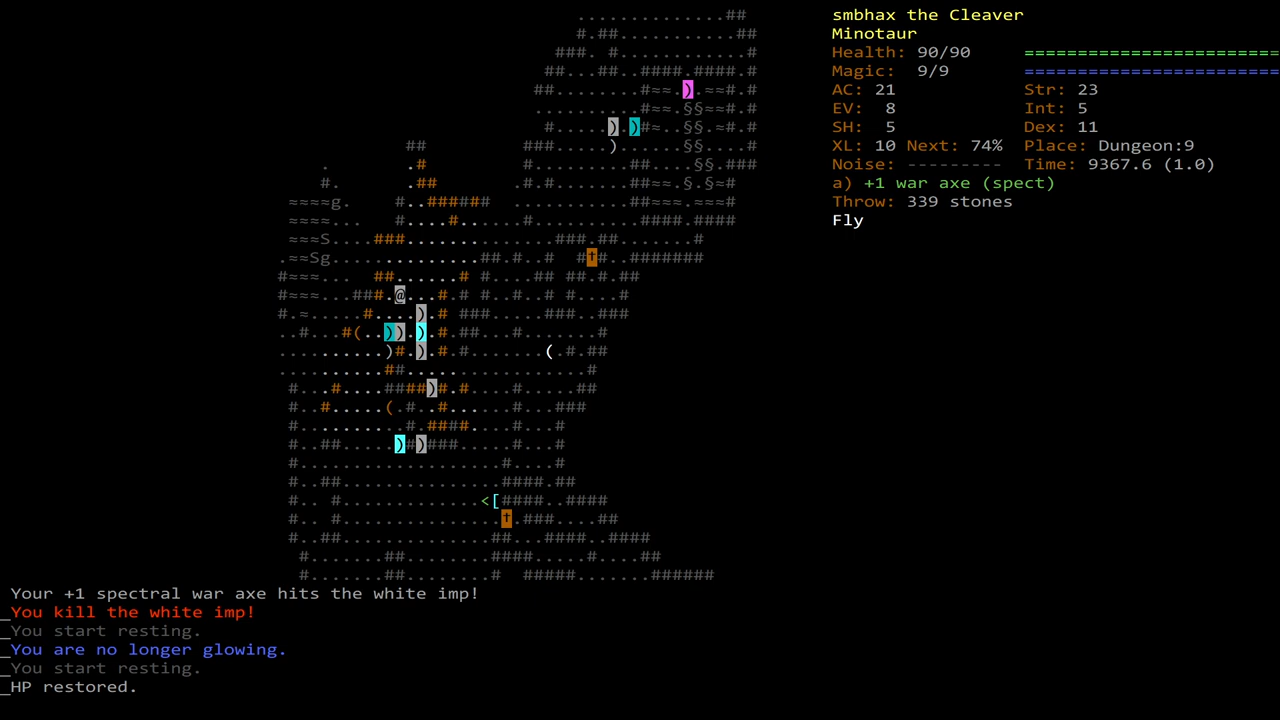 smbhax the Cleaver
Minotaur
Health: 90/90 ========================
Magic: 9/9 ========================
AC: 21 Str: 23
EV: 8 Int: 5
SH: 5 Dex: 11
XL: 10 Next: 74% Place: Dungeon:9
Noise: --------- Time: 9367.6 (1.0)
a) +1 war axe (spect)
Throw: 339 stones
Fly
Your +1 spectral war axe hits the white imp!
_You kill the white imp!
_You start resting.
_You are no longer glowing.
_You start resting.
_HP restored.